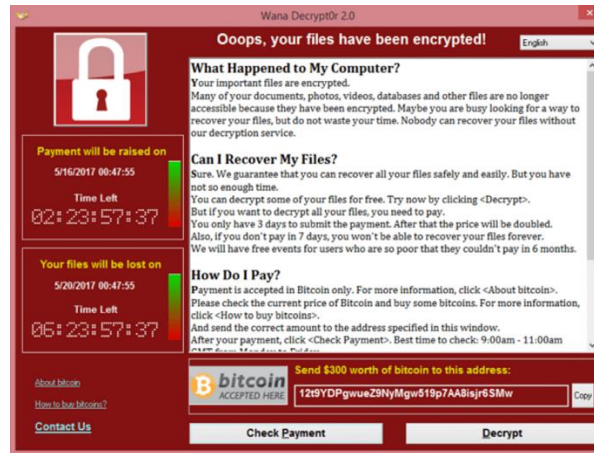 Wana Decrypt0r 2.0
Ooops, your files have been encrypted!
English
What Happened to My Computer?
Your important files are encrypted.
Many of your documents, photos, videos, databases and other files are no longer
accessible because they have been encrypted. Maybe you are busy looking for a way to
recover your files, but do not waste your time. Nobody can recover your files without
our decryption service.
Can I Recover My Files?
Sure. We guarantee that you can recover all your files safely and easily. But you have
not so enough time.
You can decrypt some of your files for free. Try now by clicking <Decrypt>.
But if you want to decrypt all your files, you need to pay.
You only have 3 days to submit the payment. After that the price will be doubled.
Also, if you don't pay in 7 days, you won't be able to recover your files forever.
We will have free events for users who are so poor that they couldn't pay in 6 months.
How Do I Pay?
Payment is accepted in Bitcoin only. For more information, click <About bitcoin>.
Please check the current price of Bitcoin and buy some bitcoins. For more information,
click <How to buy bitcoins>.
And send the correct amount to the address specified in this window.
After your payment, click <Check Payment>. Best time to check: 9:00am - 11:00am
GMT from Monday to Friday.
Payment will be raised on
5/16/2017 00:47:55
Time Left
02:23:57:37
Your files will be lost on
5/20/2017 00:47:55
Time Left
06:23:57:37
About bitcoin
How to buy bitcoins?
Contact Us
bitcoin
ACCEPTED HERE
Send $300 worth of bitcoin to this address:
12t9YDPgwueZ9NyMgw519p7AA8isjr6SMw
Copy
Check Payment
Decrypt